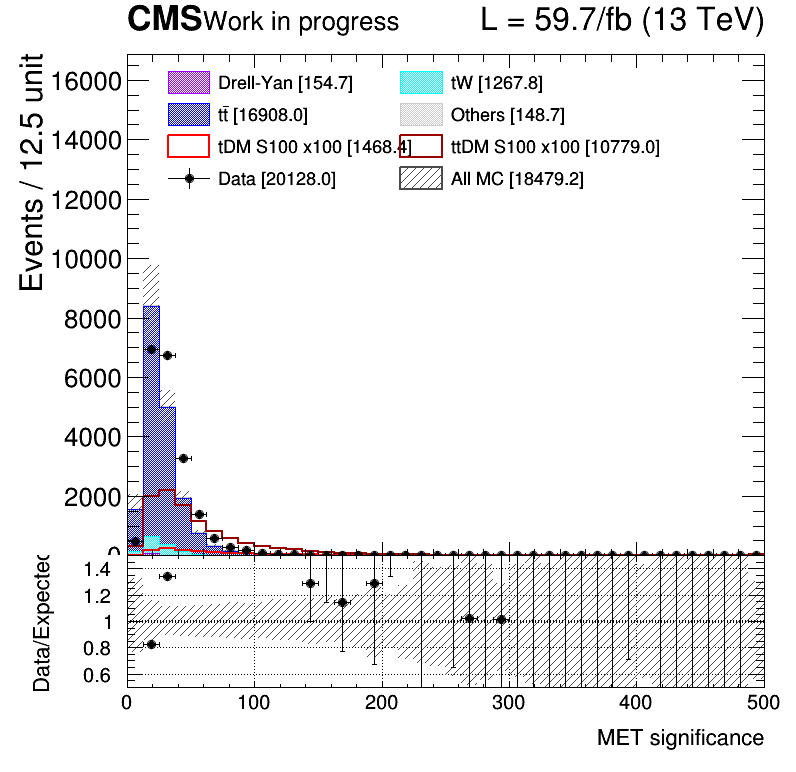 CMS Work in progress L = 59.7/fb (13 TeV)
Events / 12.5 unit
16000
14000
12000
10000
8000
6000
4000
2000
0
Drell-Yan [154.7] tW [1267.8]
tt̄ [16908.0] Others [148.7]
tDM S100 x100 [1468.4] ttDM S100 x100 [10779.0]
Data [20128.0] All MC [18479.2]
Data/Expected
1.4
1.2
1
0.8
0.6
0 100 200 300 400 500
MET significance